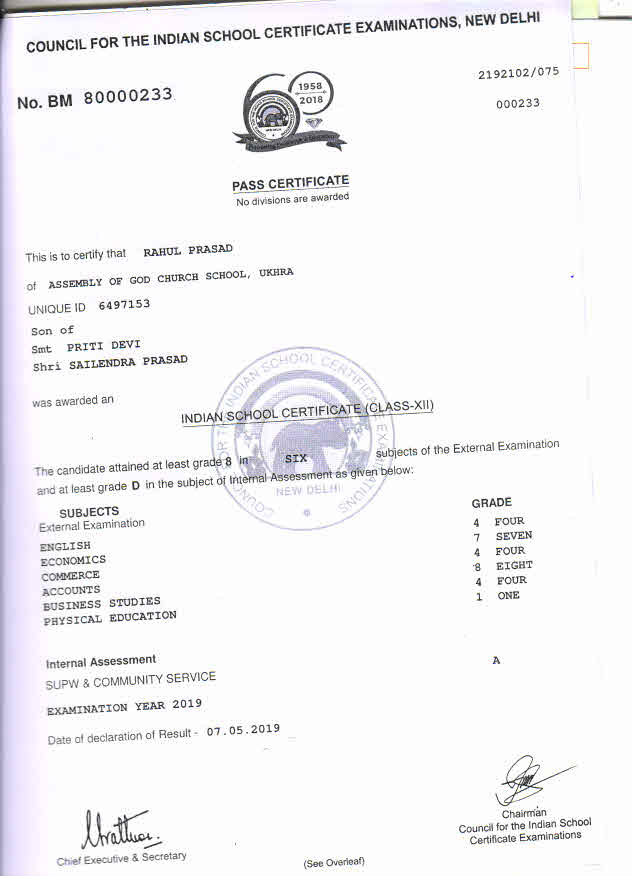 COUNCIL FOR THE INDIAN SCHOOL CERTIFICATE EXAMINATIONS, NEW DELHI
No. BM 80000233
2192102/075
000233
1958
2018
PASS CERTIFICATE
No divisions are awarded
This is to certify that RAHUL PRASAD
of ASSEMBLY OF GOD CHURCH SCHOOL, UKHRA
UNIQUE ID 6497153
Son of
Smt PRITI DEVI
Shri SAILENDRA PRASAD
was awarded an
INDIAN SCHOOL CERTIFICATE (CLASS-XII)
COUNCIL FOR THE INDIAN SCHOOL CERTIFICATE EXAMINATIONS
NEW DELHI
The candidate attained at least grade 8 in SIX subjects of the External Examination
and at least grade D in the subject of Internal Assessment as given below:
SUBJECTS GRADE
External Examination
ENGLISH 4 FOUR
ECONOMICS 7 SEVEN
COMMERCE 4 FOUR
ACCOUNTS 8 EIGHT
BUSINESS STUDIES 4 FOUR
PHYSICAL EDUCATION 1 ONE
Internal Assessment
SUPW & COMMUNITY SERVICE A
EXAMINATION YEAR 2019
Date of declaration of Result - 07.05.2019
Chief Executive & Secretary
(See Overleaf)
Chairman
Council for the Indian School
Certificate Examinations